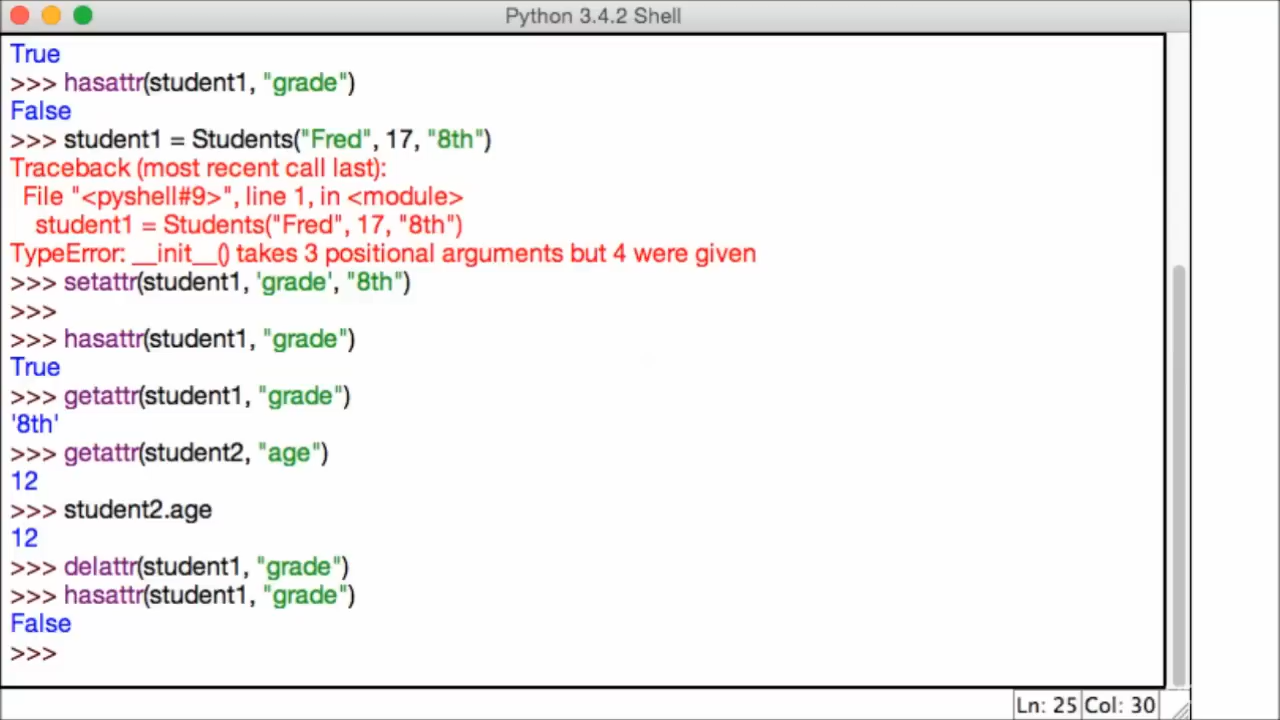 Python 3.4.2 Shell
True
>>> hasattr(student1, "grade")
False
>>> student1 = Students("Fred", 17, "8th")
Traceback (most recent call last):
  File "<pyshell#9>", line 1, in <module>
    student1 = Students("Fred", 17, "8th")
TypeError: __init__() takes 3 positional arguments but 4 were given
>>> setattr(student1, 'grade', "8th")
>>>
>>> hasattr(student1, "grade")
True
>>> getattr(student1, "grade")
'8th'
>>> getattr(student2, "age")
12
>>> student2.age
12
>>> delattr(student1, "grade")
>>> hasattr(student1, "grade")
False
>>>
Ln: 25 Col: 30